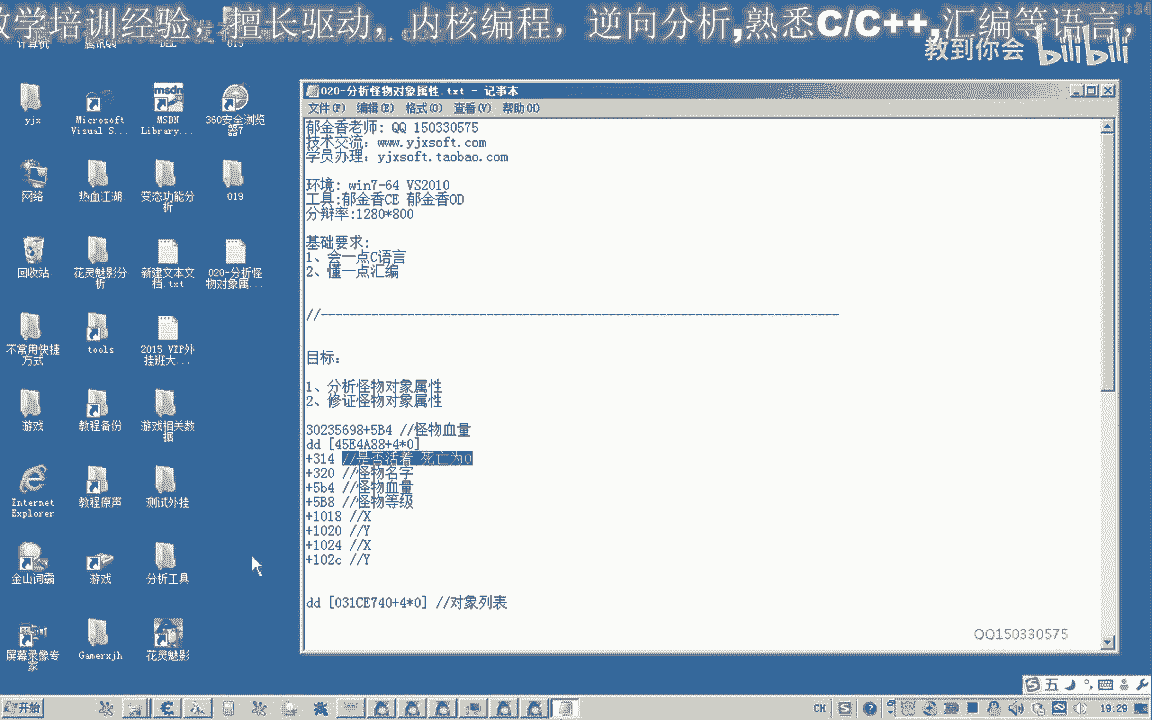 教学培训经验，擅长驱动，内核编程，逆向分析,熟悉C/C++,汇编等语言，
教到你会 bilibili
计算机
腾讯QQ
015
yjx
Microsoft Visual S...
MSDN Library...
360安全浏览器7
网络
热血江湖
变态功能分析
019
回收站
花灵魅影分析
新建文本文档.txt
020-分析怪物对象属...
不常用快捷方式
tools
2015 VIP外挂班大...
游戏
教程备份
游戏相关数据
Internet Explorer
教程原声
测试外挂
金山词霸
游戏
分析工具
屏幕录像专家
Gamerxjh
花灵魅影
020-分析怪物对象属性.txt - 记事本
文件(F) 编辑(E) 格式(O) 查看(V) 帮助(H)
郁金香老师: QQ 150330575
技术交流: www.yjxsoft.com
学员办理: yjxsoft.taobao.com
环境: win7-64 VS2010
工具:郁金香CE 郁金香OD
分辩率:1280*800
基础要求:
1、会一点C语言
2、懂一点汇编
//-------------------------------------------------------------------------
目标:
1、分析怪物对象属性
2、修证怪物对象属性
30235698+5B4 //怪物血量
dd [45E4A88+4*0]
+314 //是否活着 死亡为0
+320 //怪物名字
+5b4 //怪物血量
+5B8 //怪物等级
+1018 //X
+1020 //Y
+1024 //X
+102c //Y
dd [031CE740+4*0] //对象列表
QQ150330575
五
开始
CH
19:29